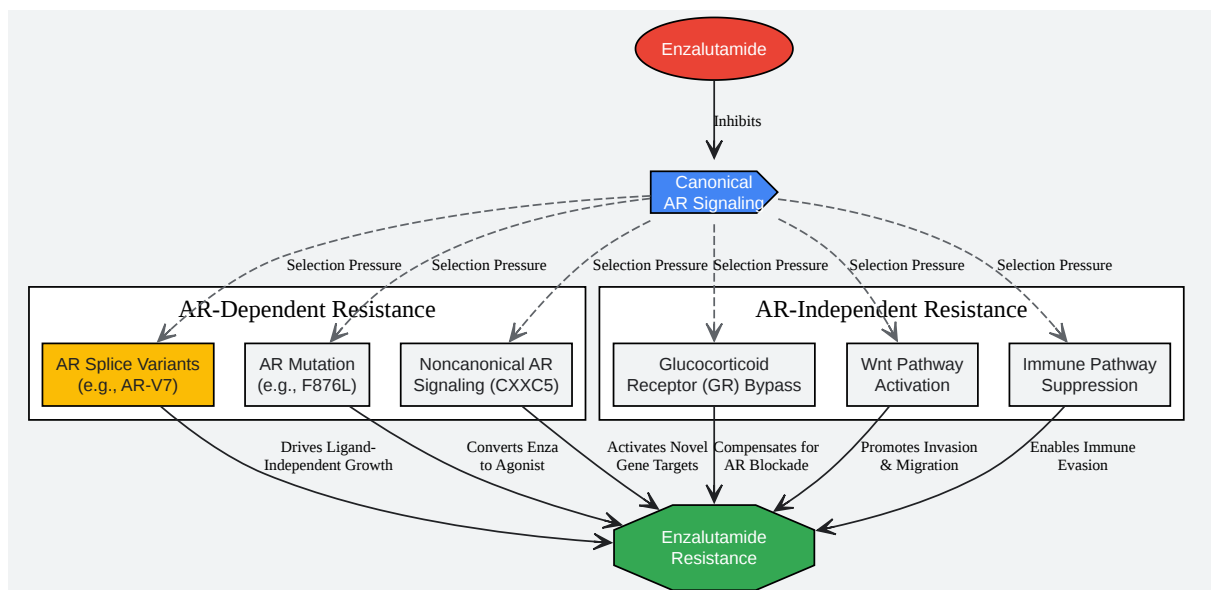 Enzalutamide
Inhibits
Canonical
AR Signaling
Selection Pressure
Selection Pressure
Selection Pressure
Selection Pressure
Selection Pressure
Selection Pressure
AR-Dependent Resistance
AR-Independent Resistance
AR Splice Variants
(e.g., AR-V7)
AR Mutation
(e.g., F876L)
Noncanonical AR
Signaling (CXXC5)
Glucocorticoid
Receptor (GR) Bypass
Wnt Pathway
Activation
Immune Pathway
Suppression
Drives Ligand-
Independent Growth
Converts Enza
to Agonist
Activates Novel
Gene Targets
Compensates for
AR Blockade
Promotes Invasion
& Migration
Enables Immune
Evasion
Enzalutamide
Resistance